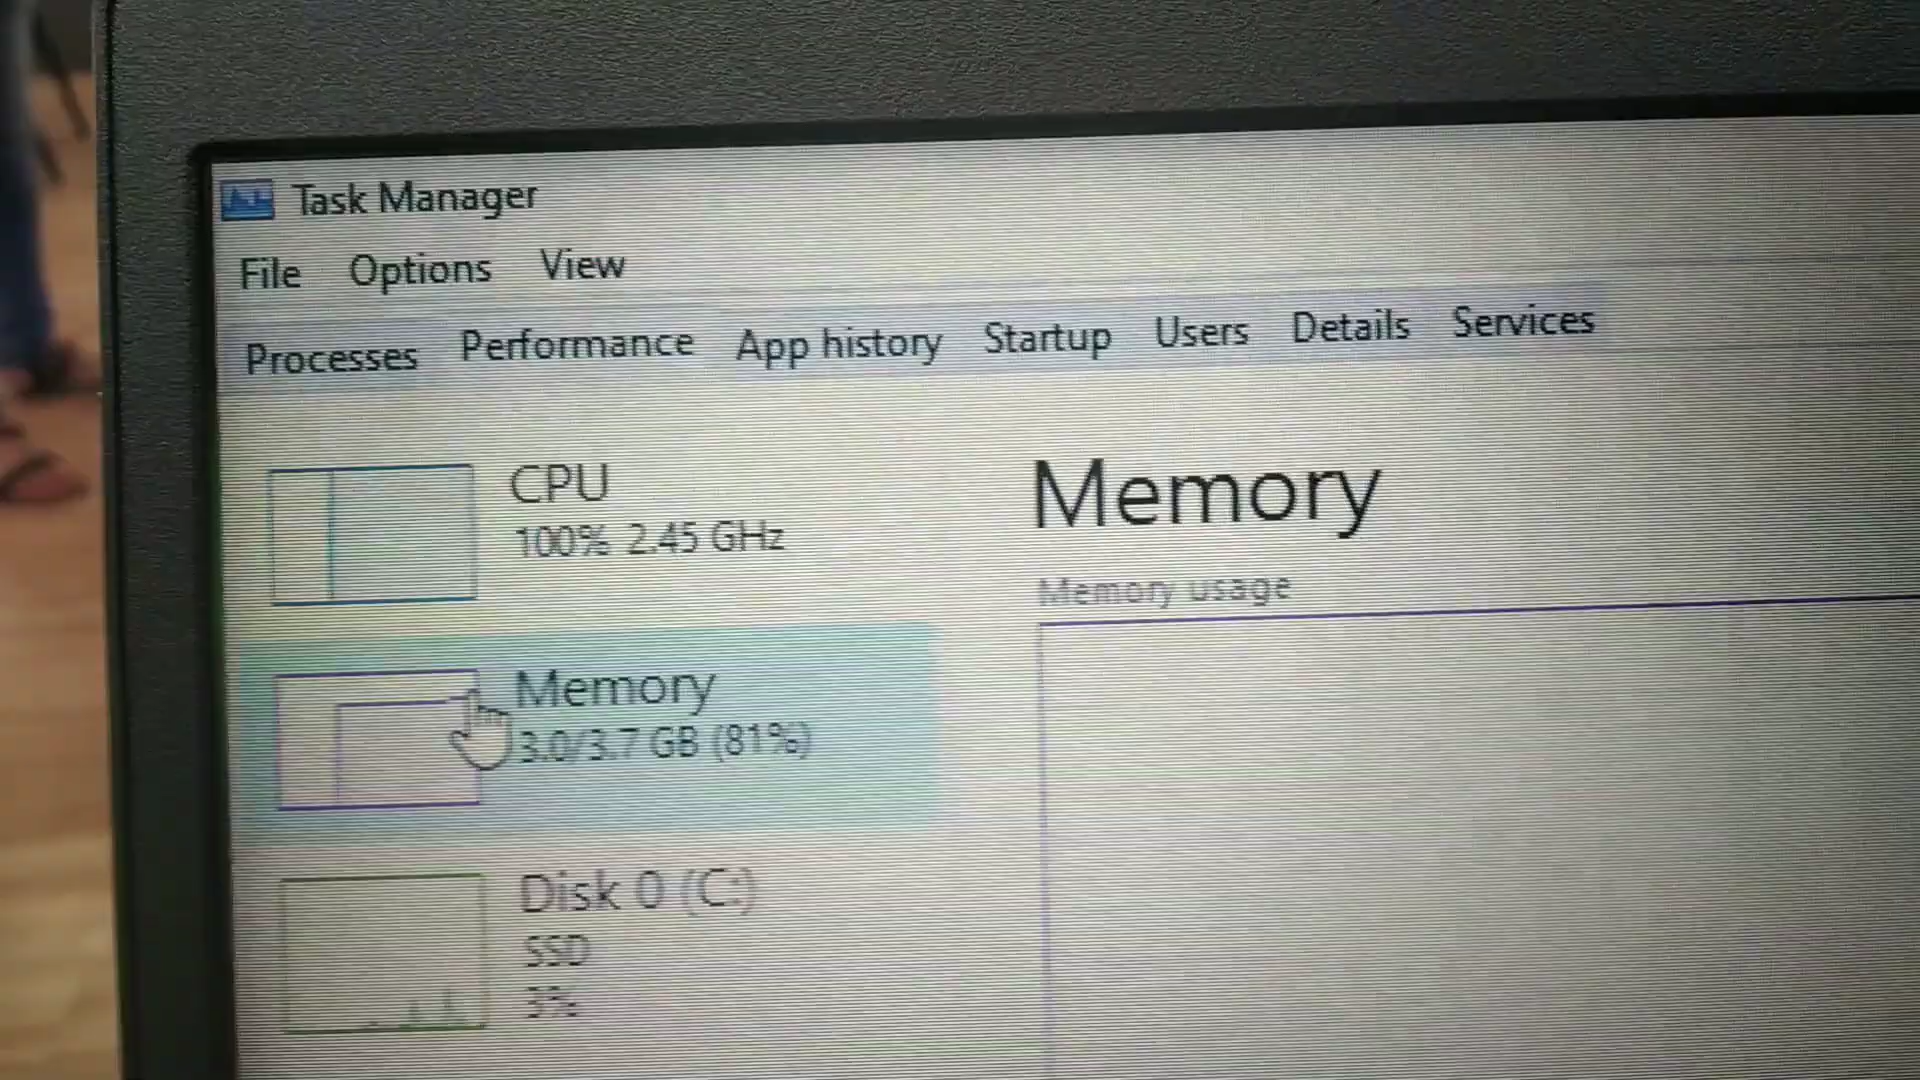 Task Manager
File Options View
Processes Performance App history Startup Users Details Services
CPU
100% 2.45 GHz
Memory
3.0/3.7 GB (81%)
Disk 0 (C:)
SSD
3%
Memory
Memory usage